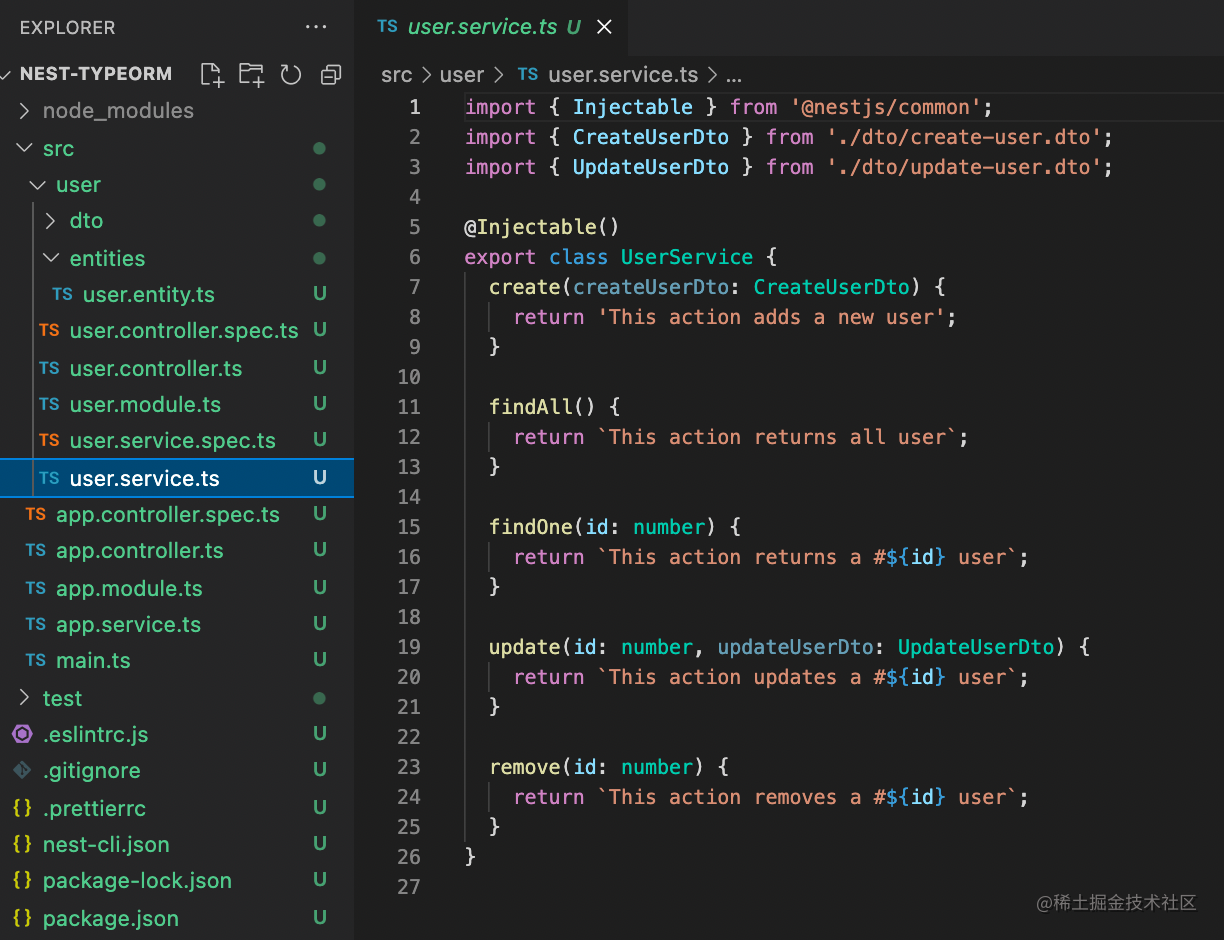 EXPLORER
NEST-TYPEORM
node_modules
src
user
dto
entities
TS user.entity.ts U
TS user.controller.spec.ts U
TS user.controller.ts U
TS user.module.ts U
TS user.service.spec.ts U
TS user.service.ts U
TS app.controller.spec.ts U
TS app.controller.ts U
TS app.module.ts U
TS app.service.ts U
TS main.ts U
test
.eslintrc.js U
.gitignore U
{} .prettierrc U
{} nest-cli.json U
{} package-lock.json U
{} package.json U
TS user.service.ts U
src > user > TS user.service.ts > ...
1 import { Injectable } from '@nestjs/common';
2 import { CreateUserDto } from './dto/create-user.dto';
3 import { UpdateUserDto } from './dto/update-user.dto';
4
5 @Injectable()
6 export class UserService {
7   create(createUserDto: CreateUserDto) {
8     return 'This action adds a new user';
9   }
10
11   findAll() {
12     return `This action returns all user`;
13   }
14
15   findOne(id: number) {
16     return `This action returns a #${id} user`;
17   }
18
19   update(id: number, updateUserDto: UpdateUserDto) {
20     return `This action updates a #${id} user`;
21   }
22
23   remove(id: number) {
24     return `This action removes a #${id} user`;
25   }
26 }
27
@稀土掘金技术社区